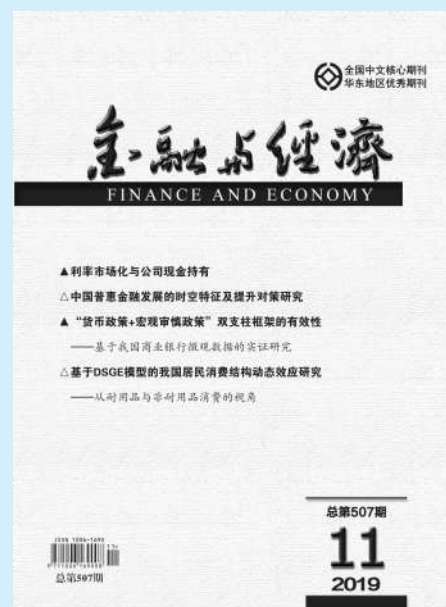 全国中文核心期刊
华东地区优秀期刊
金融与经济
FINANCE AND ECONOMY
▲利率市场化与公司现金持有
△中国普惠金融发展的时空特征及提升对策研究
▲“货币政策+宏观审慎政策”双支柱框架的有效性
——基于我国商业银行微观数据的实证研究
△基于DSGE模型的我国居民消费结构动态效应研究
——从耐用品与非耐用品消费的视角
总第507期
11
2019
ISSN 1006-169X
总第507期